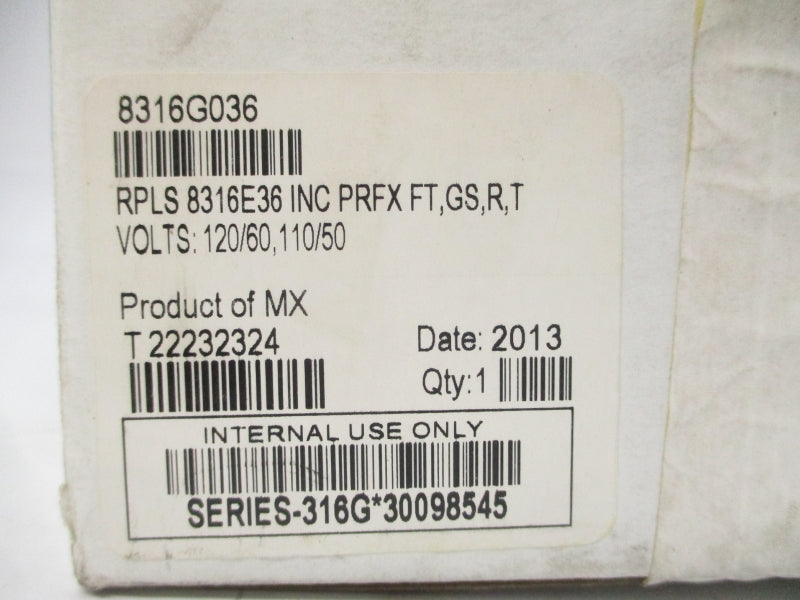 8316G036
RPLS 8316E36 INC PRFX FT,GS,R,T
VOLTS: 120/60,110/50
Product of MX
T 22232324
Date: 2013
Qty:1
INTERNAL USE ONLY
SERIES-316G*30098545